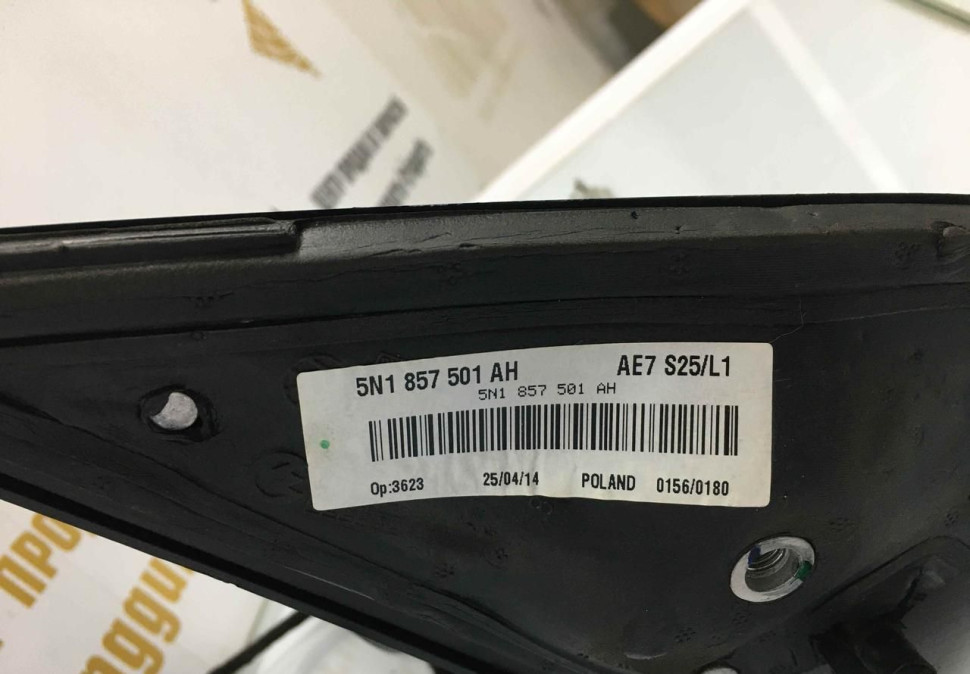 5N1 857 501 AH AE7 S25/L1
5N1 857 501 AH
Op:3623 25/04/14 POLAND 0156/0180